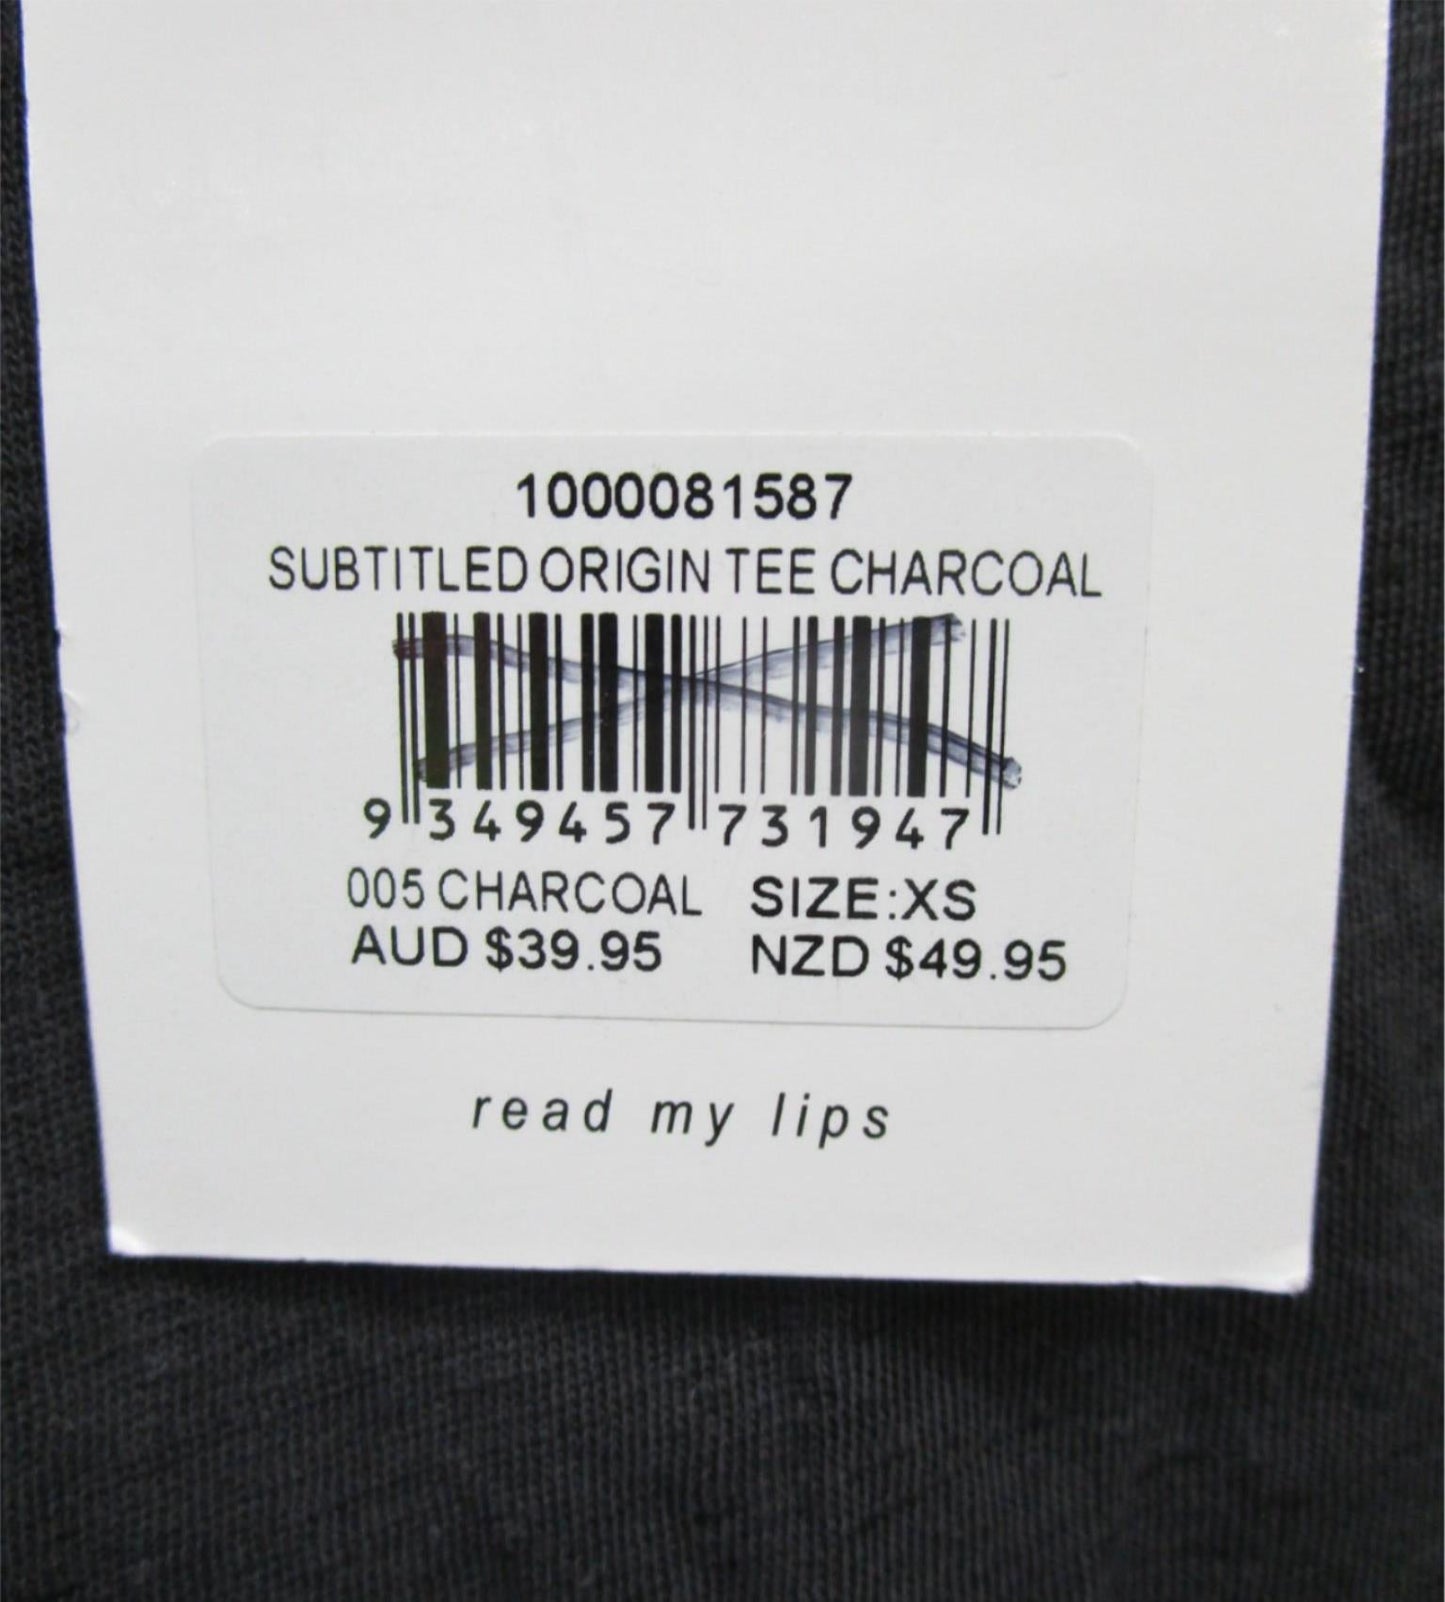 1000081587
SUBTITLED ORIGIN TEE CHARCOAL
9 349457 731947
005 CHARCOAL SIZE:XS
AUD $39.95 NZD $49.95
read my lips